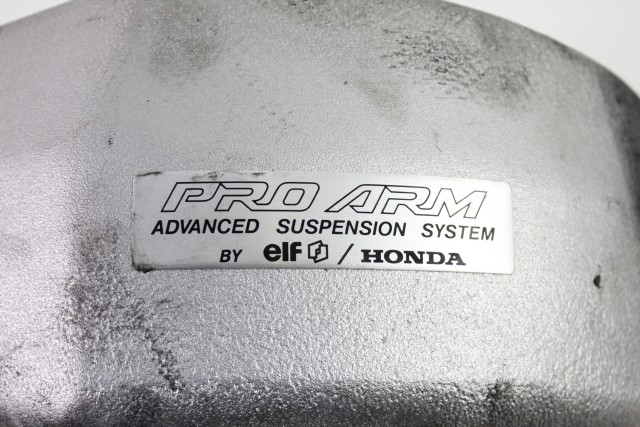 PRO ARM
ADVANCED SUSPENSION SYSTEM
BY elf / HONDA